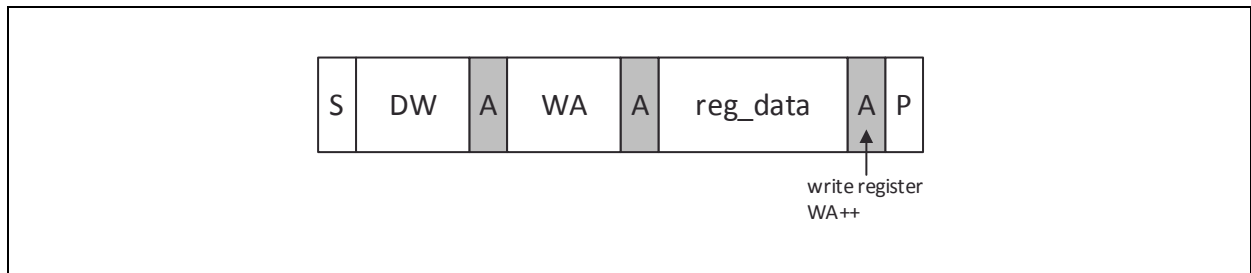 S DW A WA A reg_data A P
write register
WA++